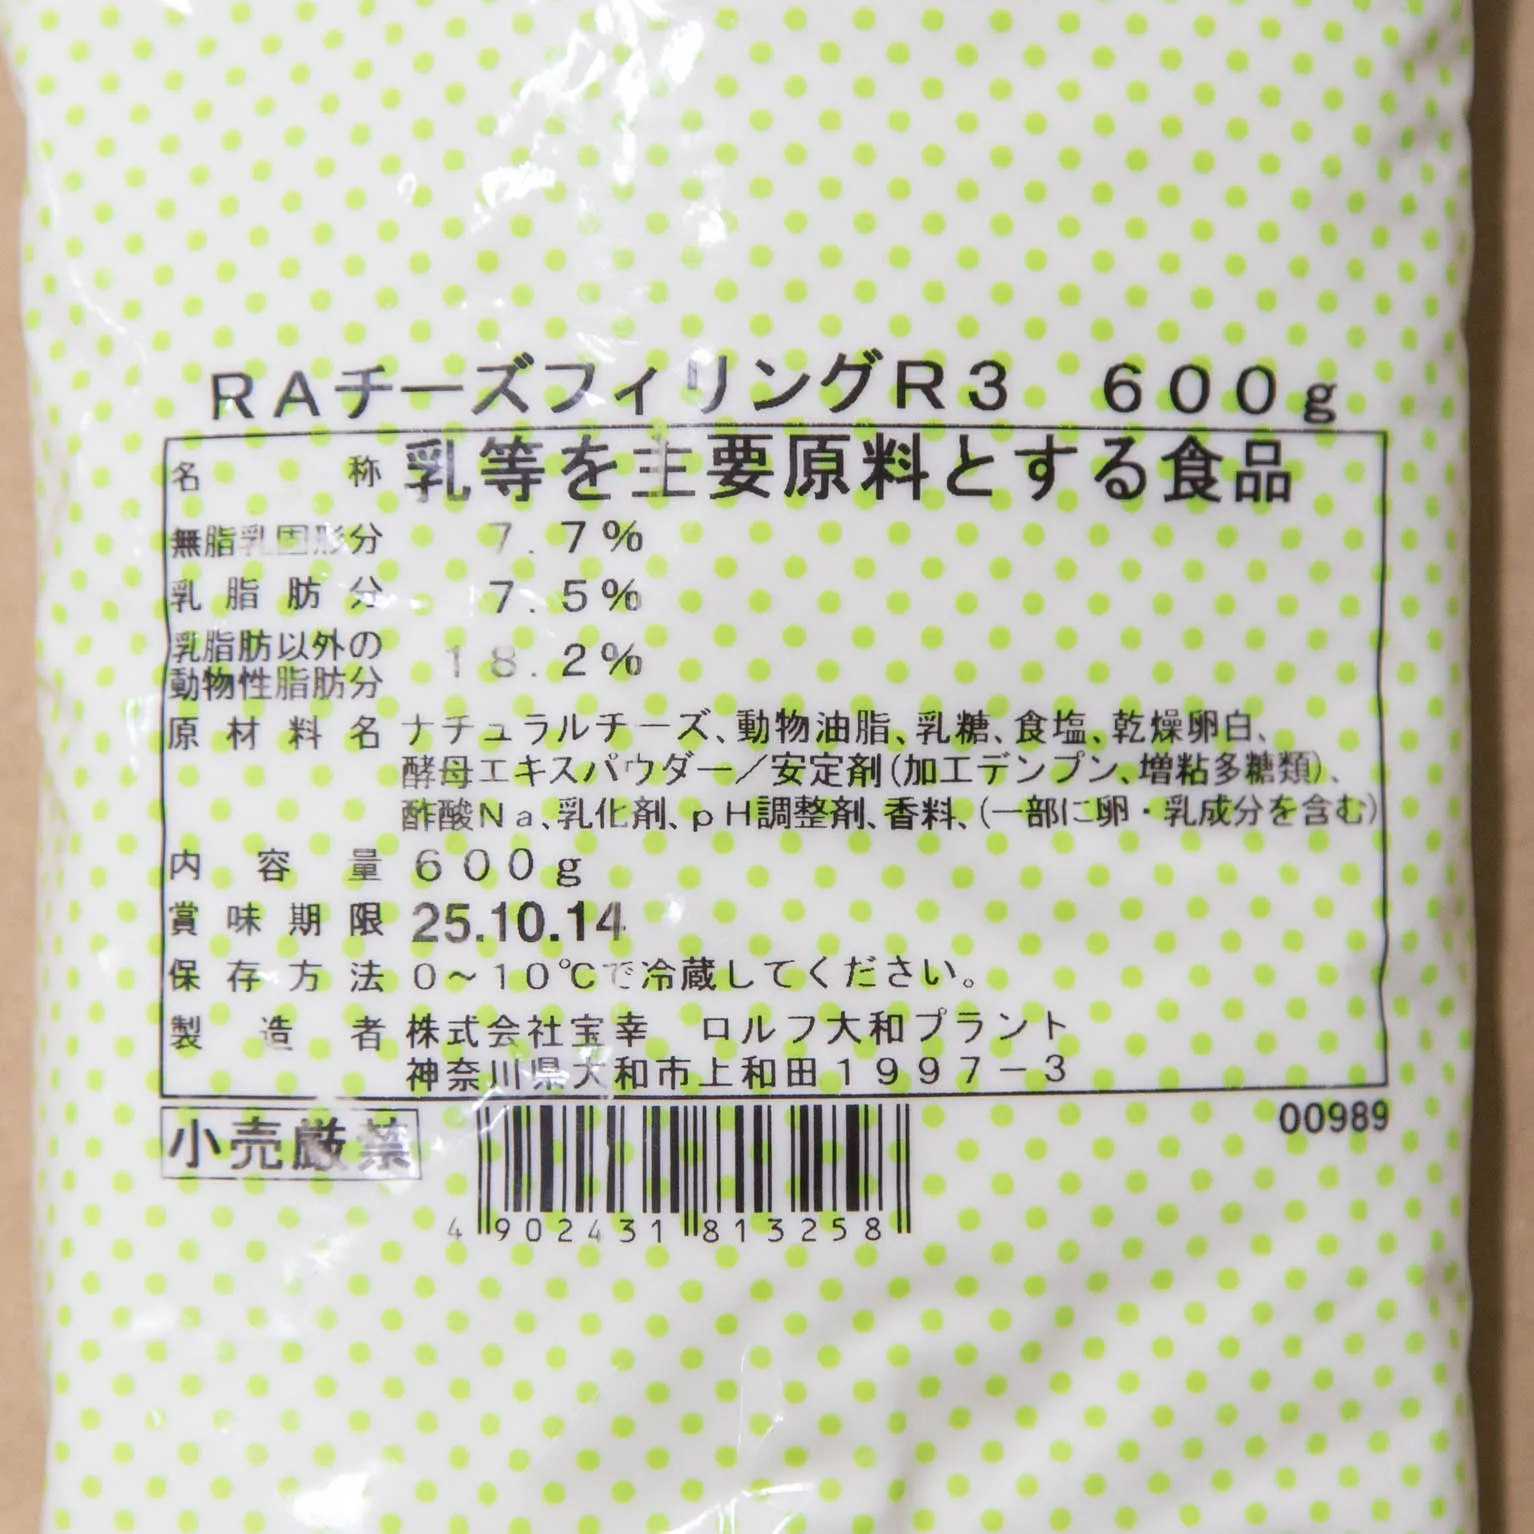 RAチーズフィリングR3 600g
名称 乳等を主要原料とする食品
無脂乳固形分 7.7%
乳脂肪分 7.5%
乳脂肪以外の
動物性脂肪分 18.2%
原材料名 ナチュラルチーズ、動物油脂、乳糖、食塩、乾燥卵白、
酵母エキスパウダー/安定剤(加工デンプン、増粘多糖類)、
酢酸Na、乳化剤、pH調整剤、香料、(一部に卵・乳成分を含む)
内容量 600g
賞味期限 25.10.14
保存方法 0~10℃で冷蔵してください。
製造者 株式会社宝幸 ロルフ大和プラント
神奈川県大和市上和田1997-3
小売厳禁
00989
4 902431 813258